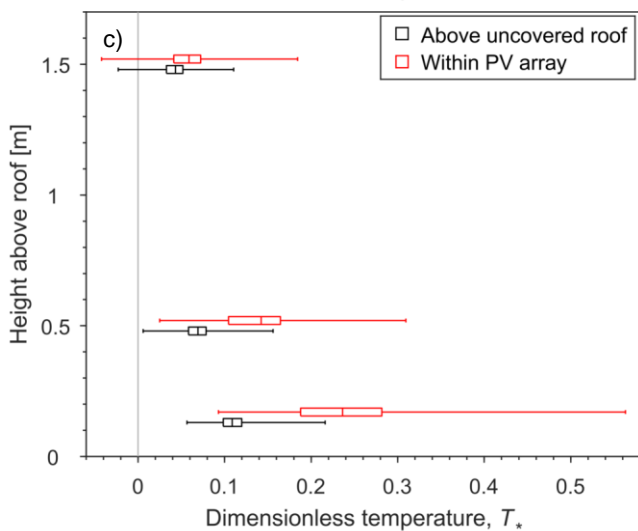 c)
Above uncovered roof
Within PV array
Height above roof [m]
1.5
1
0.5
0
0 0.1 0.2 0.3 0.4 0.5
Dimensionless temperature, T*